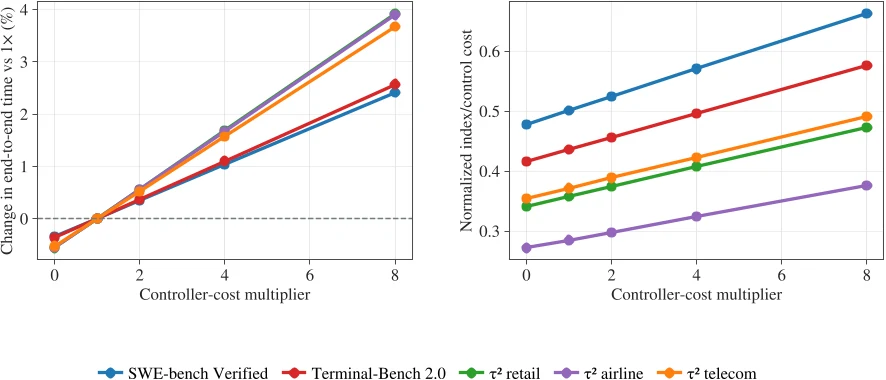 Change in end-to-end time vs 1× (%)
4
3
2
1
0
0 2 4 6 8
Controller-cost multiplier
Normalized index/control cost
0.6
0.5
0.4
0.3
0 2 4 6 8
Controller-cost multiplier
SWE-bench Verified Terminal-Bench 2.0 τ² retail τ² airline τ² telecom